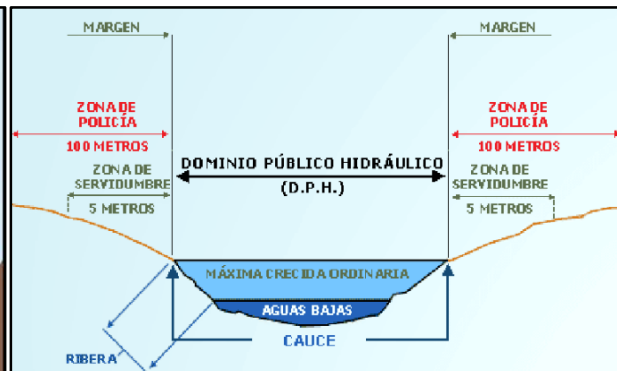 MARGEN
MARGEN
ZONA DE
POLICÍA
100 METROS
ZONA DE
POLICÍA
100 METROS
DOMINIO PÚBLICO HIDRÁULICO
(D.P.H.)
ZONA DE
SERVIDUMBRE
5 METROS
ZONA DE
SERVIDUMBRE
5 METROS
MÁXIMA CRECIDA ORDINARIA
AGUAS BAJAS
CAUCE
RIBERA